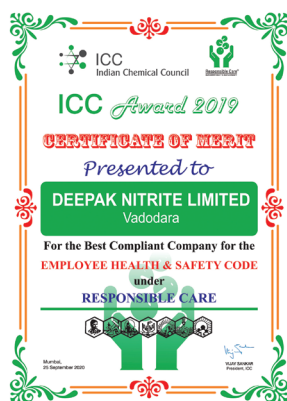 ICC
Indian Chemical Council
Responsible Care®
ICC Award 2019
CERTIFICATE OF MERIT
Presented to
DEEPAK NITRITE LIMITED
Vadodara
For the Best Compliant Company for the
EMPLOYEE HEALTH & SAFETY CODE
under
RESPONSIBLE CARE
Mumbai,
25 September 2020
VIJAY SANKAR
President, ICC